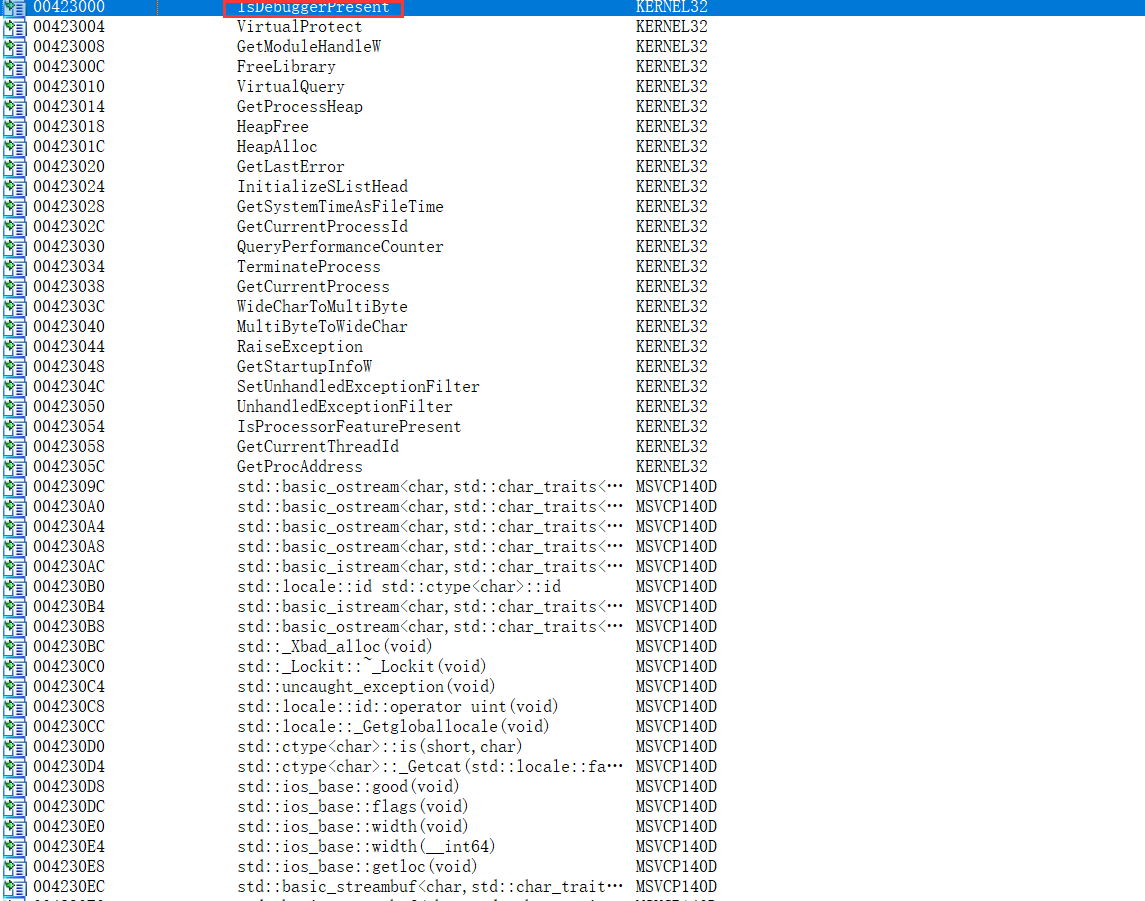 00423000 IsDebuggerPresent KERNEL32
00423004 VirtualProtect KERNEL32
00423008 GetModuleHandleW KERNEL32
0042300C FreeLibrary KERNEL32
00423010 VirtualQuery KERNEL32
00423014 GetProcessHeap KERNEL32
00423018 HeapFree KERNEL32
0042301C HeapAlloc KERNEL32
00423020 GetLastError KERNEL32
00423024 InitializeSListHead KERNEL32
00423028 GetSystemTimeAsFileTime KERNEL32
0042302C GetCurrentProcessId KERNEL32
00423030 QueryPerformanceCounter KERNEL32
00423034 TerminateProcess KERNEL32
00423038 GetCurrentProcess KERNEL32
0042303C WideCharToMultiByte KERNEL32
00423040 MultiByteToWideChar KERNEL32
00423044 RaiseException KERNEL32
00423048 GetStartupInfoW KERNEL32
0042304C SetUnhandledExceptionFilter KERNEL32
00423050 UnhandledExceptionFilter KERNEL32
00423054 IsProcessorFeaturePresent KERNEL32
00423058 GetCurrentThreadId KERNEL32
0042305C GetProcAddress KERNEL32
0042309C std::basic_ostream<char,std::char_traits<··· MSVCP140D
004230A0 std::basic_ostream<char,std::char_traits<··· MSVCP140D
004230A4 std::basic_ostream<char,std::char_traits<··· MSVCP140D
004230A8 std::basic_ostream<char,std::char_traits<··· MSVCP140D
004230AC std::basic_istream<char,std::char_traits<··· MSVCP140D
004230B0 std::locale::id std::ctype<char>::id MSVCP140D
004230B4 std::basic_istream<char,std::char_traits<··· MSVCP140D
004230B8 std::basic_ostream<char,std::char_traits<··· MSVCP140D
004230BC std::_Xbad_alloc(void) MSVCP140D
004230C0 std::_Lockit::~_Lockit(void) MSVCP140D
004230C4 std::uncaught_exception(void) MSVCP140D
004230C8 std::locale::id::operator uint(void) MSVCP140D
004230CC std::locale::_Getgloballocale(void) MSVCP140D
004230D0 std::ctype<char>::is(short,char) MSVCP140D
004230D4 std::ctype<char>::_Getcat(std::locale::fa··· MSVCP140D
004230D8 std::ios_base::good(void) MSVCP140D
004230DC std::ios_base::flags(void) MSVCP140D
004230E0 std::ios_base::width(void) MSVCP140D
004230E4 std::ios_base::width(__int64) MSVCP140D
004230E8 std::ios_base::getloc(void) MSVCP140D
004230EC std::basic_streambuf<char,std::char_trait··· MSVCP140D